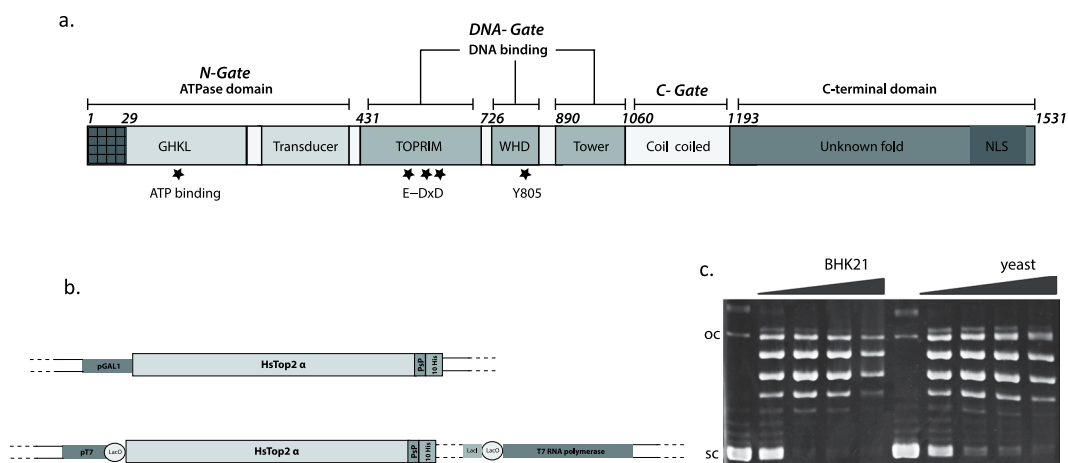 a.
DNA- Gate
DNA binding
N-Gate
ATPase domain
C- Gate
C-terminal domain
1 29 431 726 890 1060 1193 1531
GHKL Transducer TOPRIM WHD Tower Coil coiled Unknown fold NLS
ATP binding E–DxD Y805
b.
pGAL1 HsTop2 α PsP 10 His
pT7 LacO HsTop2 α PsP 10 His LacI LacO T7 RNA polymerase
c.
BHK21 yeast
OC
SC